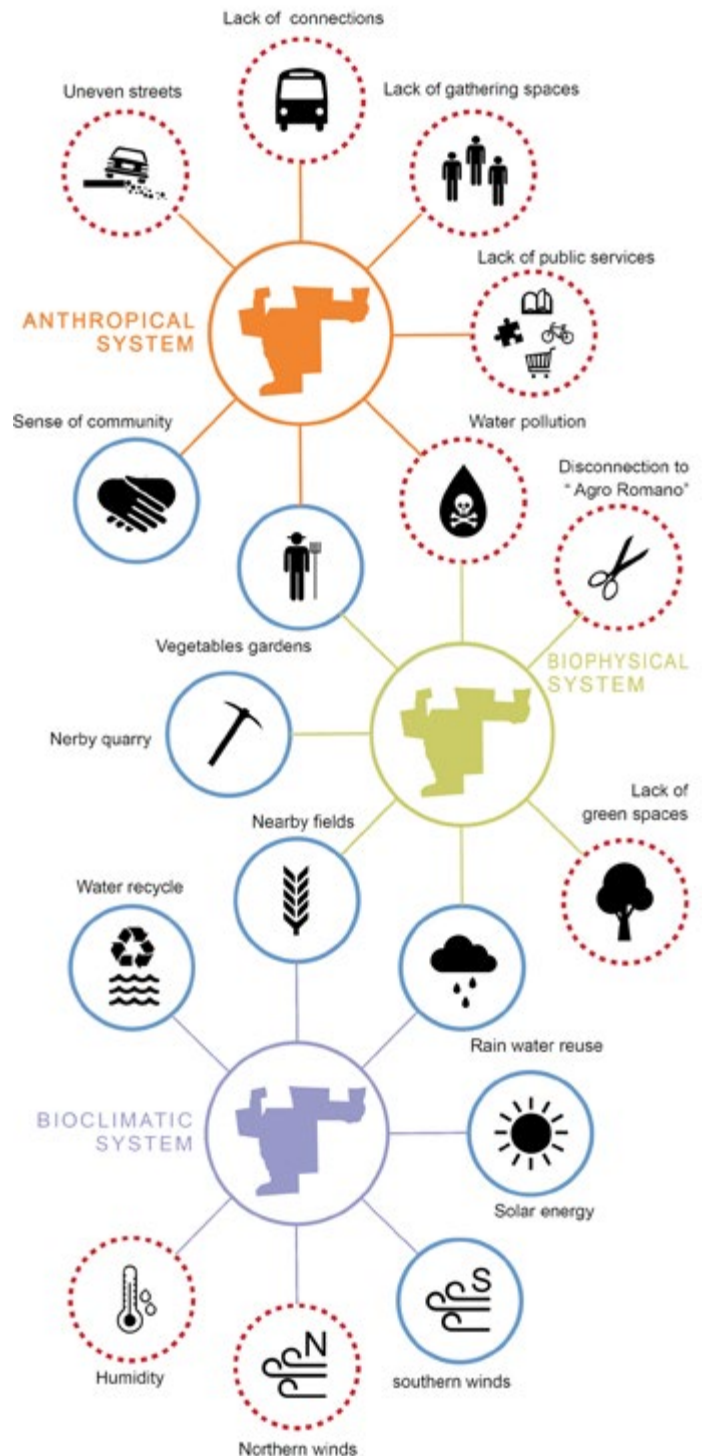 Lack of connections
Uneven streets
Lack of gathering spaces
Lack of public services
ANTHROPICAL
SYSTEM
Sense of community
Water pollution
Disconnection to
“ Agro Romano”
Vegetables gardens
BIOPHYSICAL
SYSTEM
Nerby quarry
Lack of
green spaces
Nearby fields
Water recycle
Rain water reuse
BIOCLIMATIC
SYSTEM
Solar energy
S
southern winds
Humidity
N
Northern winds